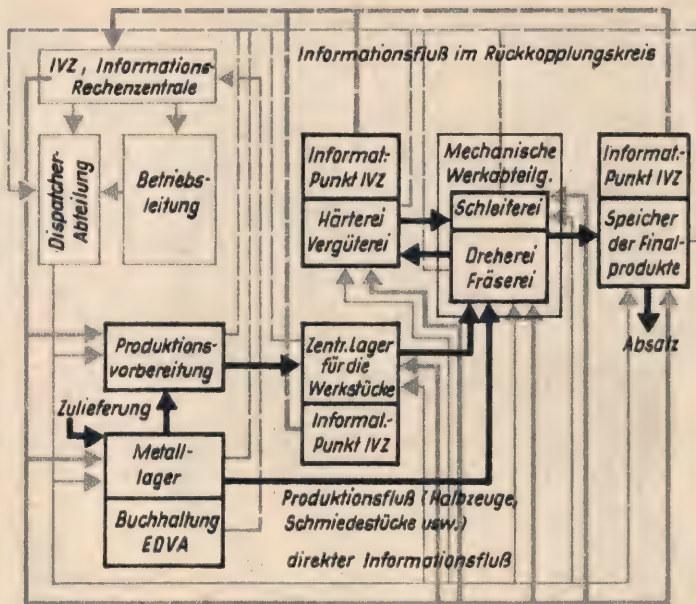 Informationsfluß im Rückkopplungskreis
IVZ, Informations-
Rechenzentrale
Dispatcher-
Abteilung
Betriebs-
leitung
Informat.-
Punkt IVZ
Härterei
Vergüterei
Mechanische
Werkabteilg.
Schleiferei
Dreherei
Fräserei
Informat.-
Punkt IVZ
Speicher
der Final-
produkte
Absatz
Produktions-
vorbereitung
Zentr. Lager
für die
Werkstücke
Informat.-
Punkt IVZ
Zulieferung
Metall-
lager
Buchhaltung
EDVA
Produktionsfluß (Halbzeuge,
Schmiedestücke usw.)
direkter Informationsfluß